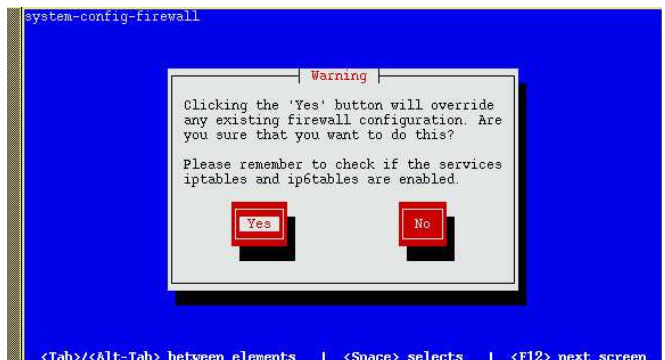 system-config-firewall
Warning
Clicking the 'Yes' button will override
any existing firewall configuration. Are
you sure that you want to do this?
Please remember to check if the services
iptables and ip6tables are enabled.
Yes No
<Tab>/<Alt-Tab> between elements | <Space> selects | <F12> next screen